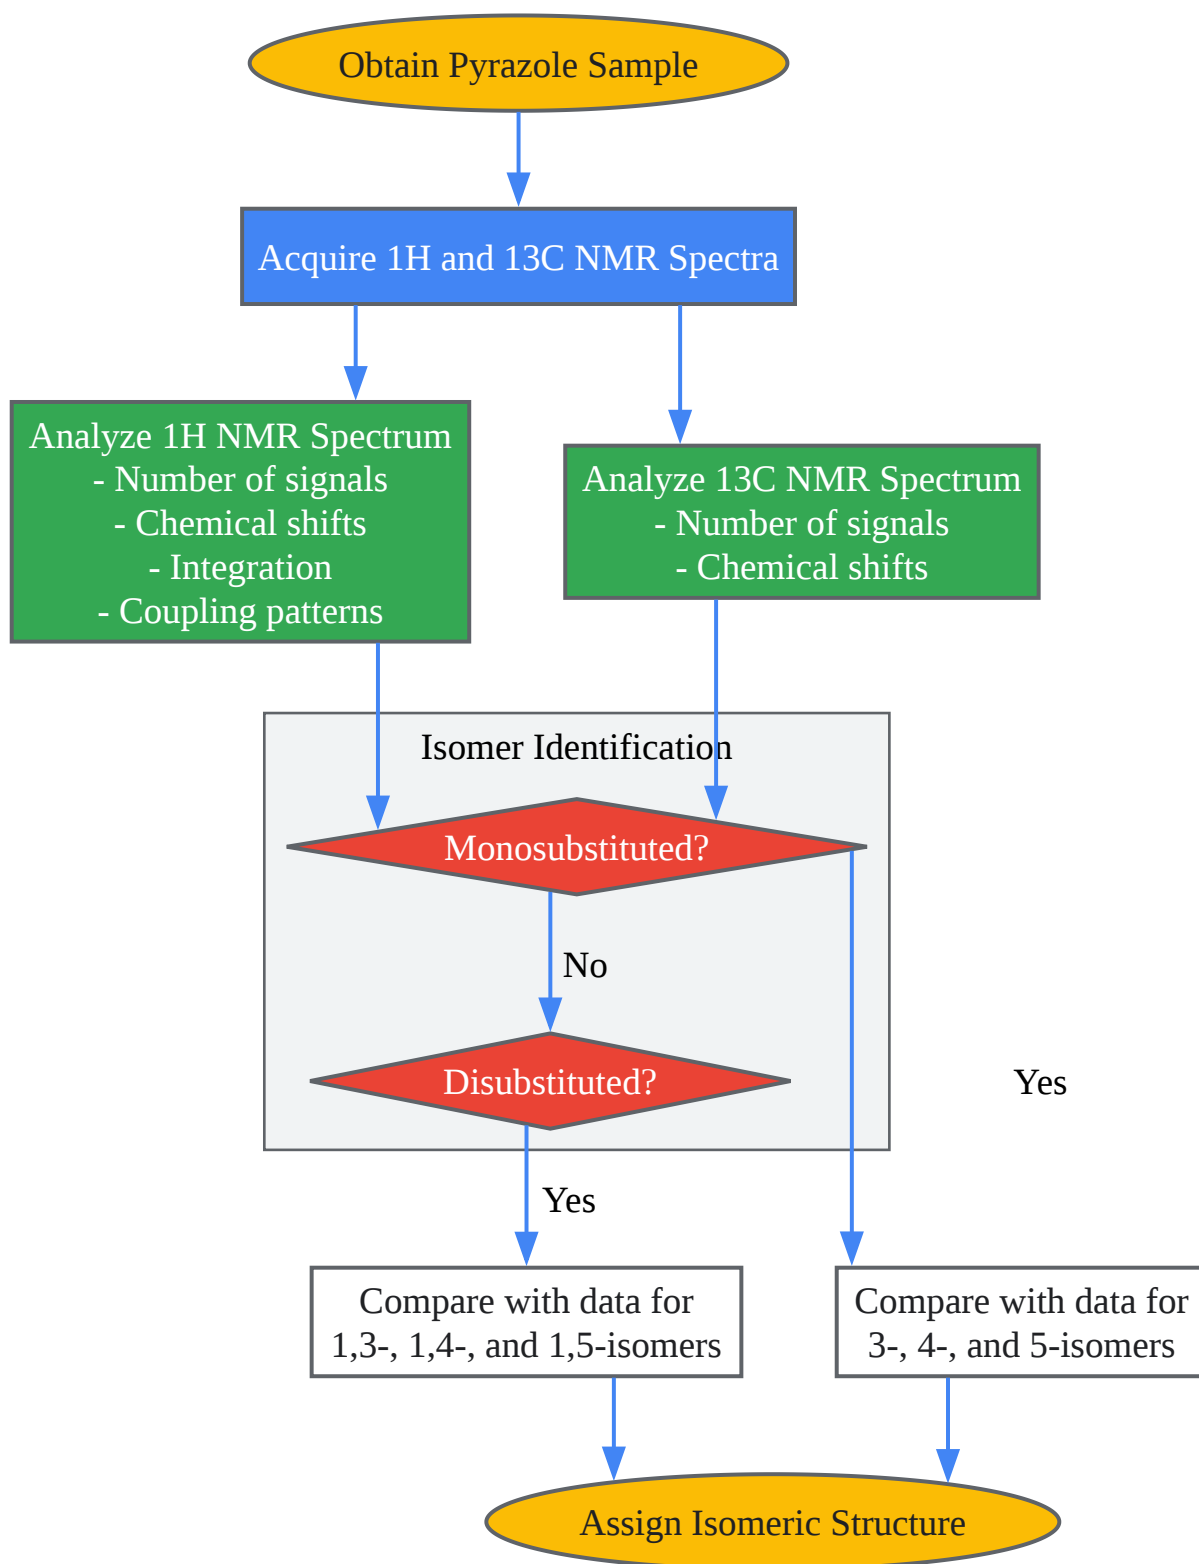 Obtain Pyrazole Sample
Acquire 1H and 13C NMR Spectra
Analyze 1H NMR Spectrum
- Number of signals
- Chemical shifts
- Integration
- Coupling patterns
Analyze 13C NMR Spectrum
- Number of signals
- Chemical shifts
Isomer Identification
Monosubstituted?
No
Disubstituted?
Yes
Yes
Compare with data for
1,3-, 1,4-, and 1,5-isomers
Compare with data for
3-, 4-, and 5-isomers
Assign Isomeric Structure